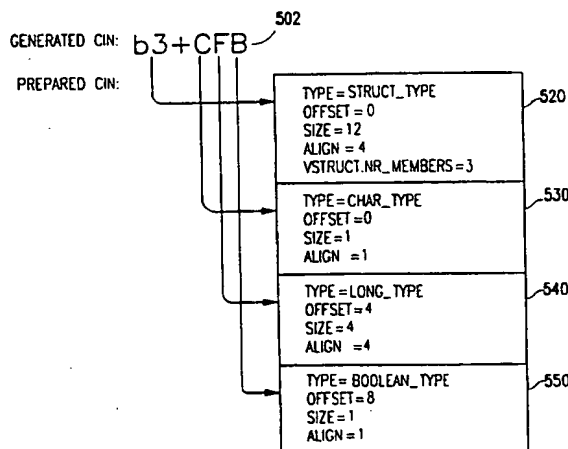 GENERATED CIN: b3+CFB 502
PREPARED CIN:
TYPE=STRUCT_TYPE 520
OFFSET=0
SIZE=12
ALIGN=4
VSTRUCT.NR_MEMBERS=3
TYPE=CHAR_TYPE 530
OFFSET=0
SIZE=1
ALIGN=1
TYPE=LONG_TYPE 540
OFFSET=4
SIZE=4
ALIGN=4
TYPE=BOOLEAN_TYPE 550
OFFSET=8
SIZE=1
ALIGN=1